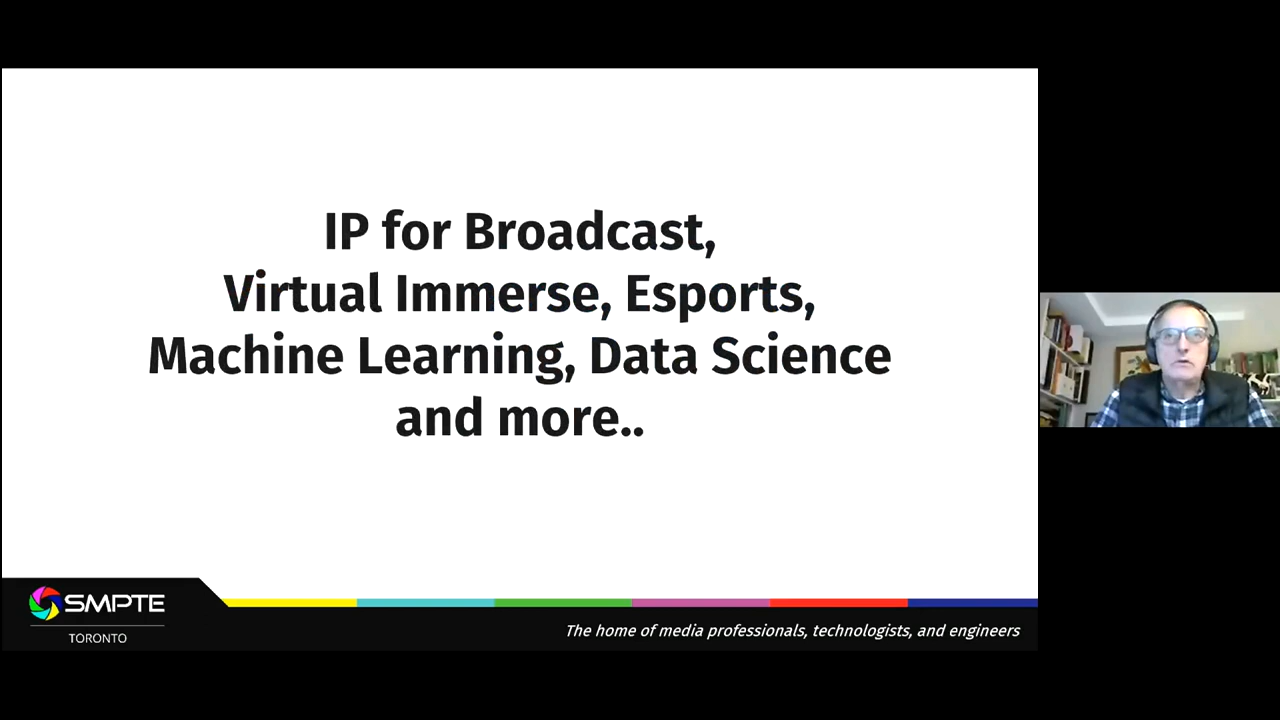 IP for Broadcast,
Virtual Immerse, Esports,
Machine Learning, Data Science
and more..
SMPTE
TORONTO
The home of media professionals, technologists, and engineers